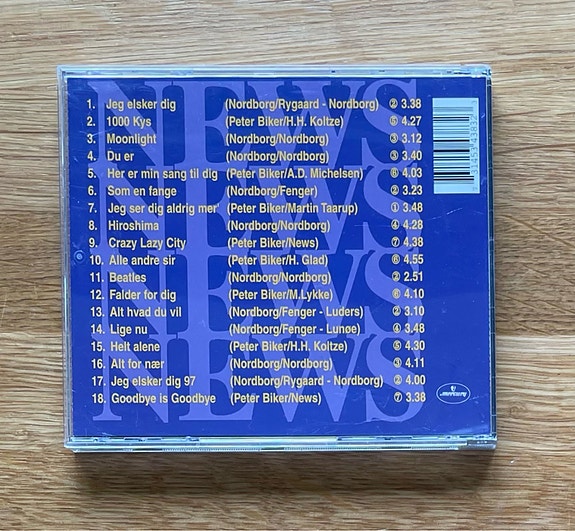 NEWS
NEWS
NEWS
NEWS
1. Jeg elsker dig (Nordborg/Rygaard - Nordborg) ② 3.38
2. 1000 Kys (Peter Biker/H.H. Koltze) ⑤ 4.27
3. Moonlight (Nordborg/Nordborg) ③ 3.12
4. Du er (Nordborg/Nordborg) ③ 3.40
5. Her er min sang til dig (Peter Biker/A.D. Michelsen) ⑥ 4.03
6. Som en fange (Nordborg/Fenger) ② 3.23
7. Jeg ser dig aldrig mer' (Peter Biker/Martin Taarup) ① 3.48
8. Hiroshima (Nordborg/Nordborg) ④ 4.28
9. Crazy Lazy City (Peter Biker/News) ⑦ 4.38
10. Alle andre sir (Peter Biker/H. Glad) ⑥ 4.55
11. Beatles (Nordborg/Nordborg) ② 2.51
12. Falder for dig (Peter Biker/M.Lykke) ⑥ 4.10
13. Alt hvad du vil (Nordborg/Fenger - Luders) ② 3.10
14. Lige nu (Nordborg/Fenger - Lunøe) ④ 3.48
15. Helt alene (Peter Biker/H.H. Koltze) ⑤ 4.30
16. Alt for nær (Nordborg/Nordborg) ③ 4.11
17. Jeg elsker dig 97 (Nordborg/Rygaard - Nordborg) ② 4.00
18. Goodbye is Goodbye (Peter Biker/News) ⑦ 3.38
mercury